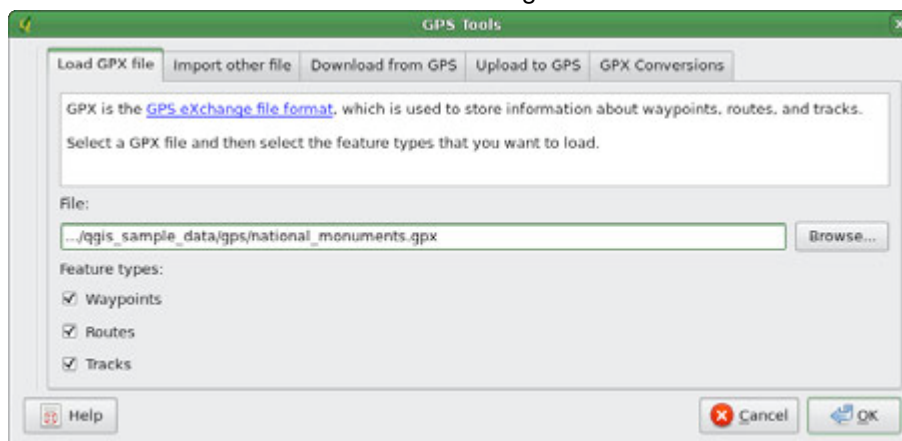 GPS Tools
Load GPX file Import other file Download from GPS Upload to GPS GPX Conversions
GPX is the GPS eXchange file format, which is used to store information about waypoints, routes, and tracks.
Select a GPX file and then select the feature types that you want to load.
File:
.../qgis_sample_data/gps/national_monuments.gpx Browse...
Feature types:
Waypoints
Routes
Tracks
Help Cancel OK